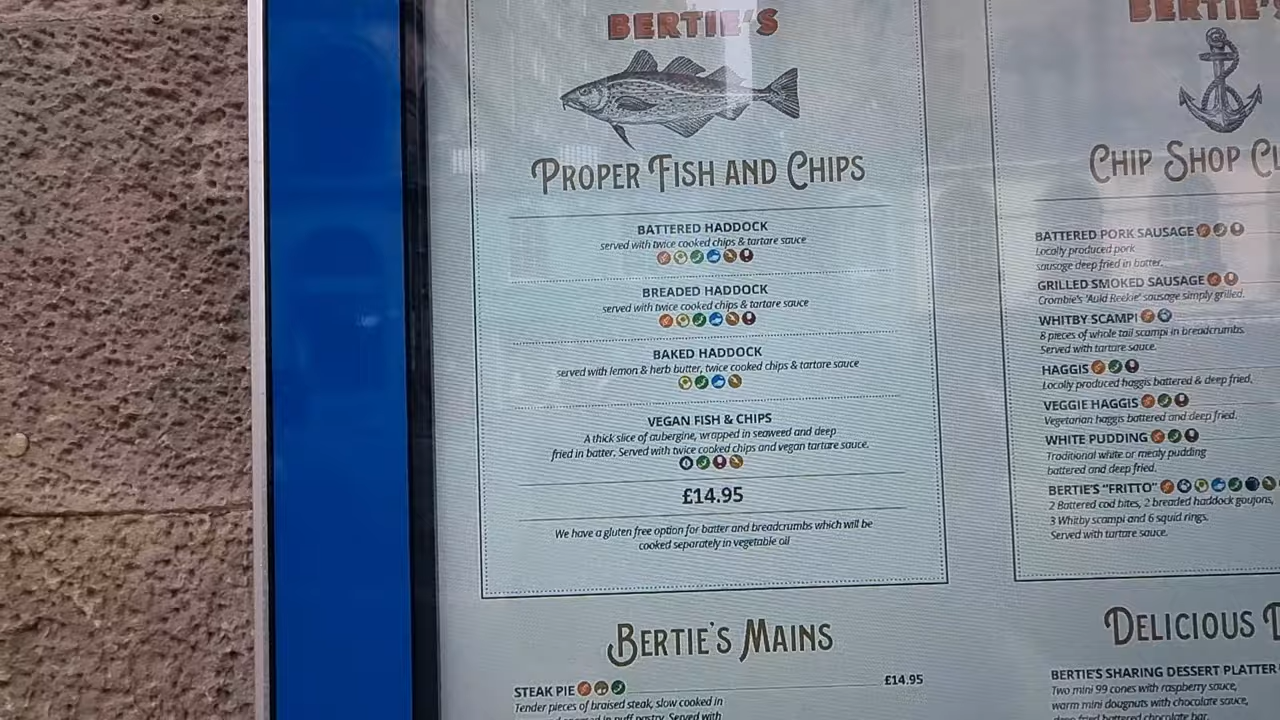 BERTIE'S
PROPER FISH AND CHIPS
BATTERED HADDOCK
served with twice cooked chips & tartare sauce
BREADED HADDOCK
served with twice cooked chips & tartare sauce
BAKED HADDOCK
served with lemon & herb butter, twice cooked chips & tartare sauce
VEGAN FISH & CHIPS
A thick slice of aubergine, wrapped in seaweed and deep
fried in batter. Served with twice cooked chips and vegan tartare sauce.
£14.95
We have a gluten free option for batter and breadcrumbs which will be
cooked separately in vegetable oil
BERTIE'S MAINS
STEAK PIE £14.95
Tender pieces of braised steak, slow cooked in
puff pastry. Served with
BERTIE'S
CHIP SHOP
BATTERED PORK SAUSAGE
Locally produced pork
sausage deep fried in batter.
GRILLED SMOKED SAUSAGE
Crombie's 'Auld Reekie' sausage simply grilled.
WHITBY SCAMPI
8 pieces of whole tail scampi in breadcrumbs.
Served with tartare sauce.
HAGGIS
Locally produced haggis battered & deep fried.
VEGGIE HAGGIS
Vegetarian haggis battered and deep fried.
WHITE PUDDING
Traditional white or mealy pudding
battered and deep fried.
BERTIE'S "FRITTO"
2 Battered cod bites, 2 breaded haddock goujons,
3 Whitby scampi and 6 squid rings.
Served with tartare sauce.
DELICIOUS
BERTIE'S SHARING DESSERT PLATTER
Two mini 99 cones with raspberry sauce,
warm mini doughnuts with chocolate sauce,
deep fried battered chocolate bar